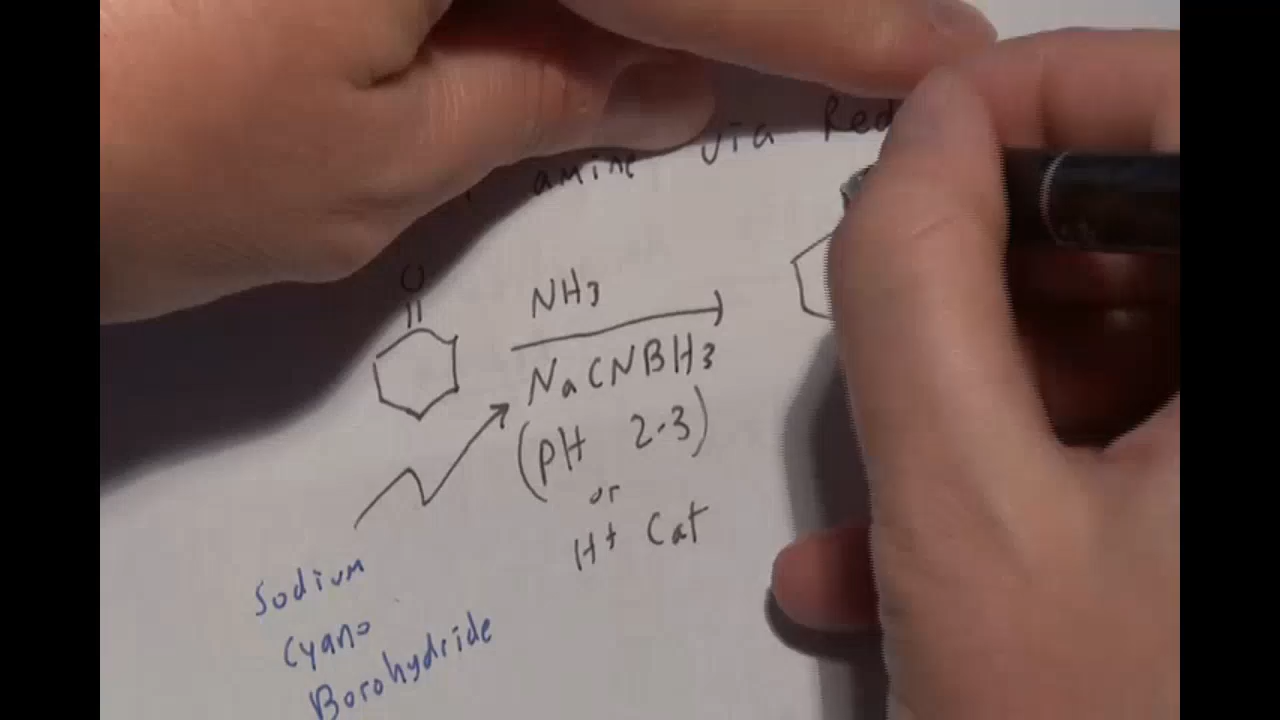 amine via Red
O
NH3
NaCNBH3
(pH 2-3)
or
H+ Cat
Sodium
Cyano
Borohydride